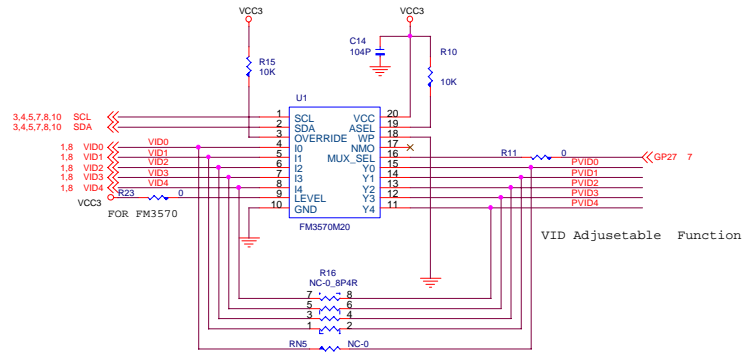 VCC3
VCC3
C14
104P
R15
10K
R10
10K
U1
3,4,5,7,8,10 SCL
3,4,5,7,8,10 SDA
1 SCL VCC 20
2 SDA ASEL 19
3 OVERRIDE WP 18
1,8 VID0 VID0 4 I0 NMO 17
1,8 VID1 VID1 5 I1 MUX_SEL 16 R11 0 GP27 7
1,8 VID2 VID2 6 I2 Y0 15 PVID0
1,8 VID3 VID3 7 I3 Y1 14 PVID1
1,8 VID4 VID4 8 I4 Y2 13 PVID2
VCC3 R23 0 9 LEVEL Y3 12 PVID3
10 GND Y4 11 PVID4
FOR FM3570
FM3570M20
VID Adjusetable Function
R16
NC-0_8P4R
7 8
5 6
3 4
1 2
RN5 NC-0